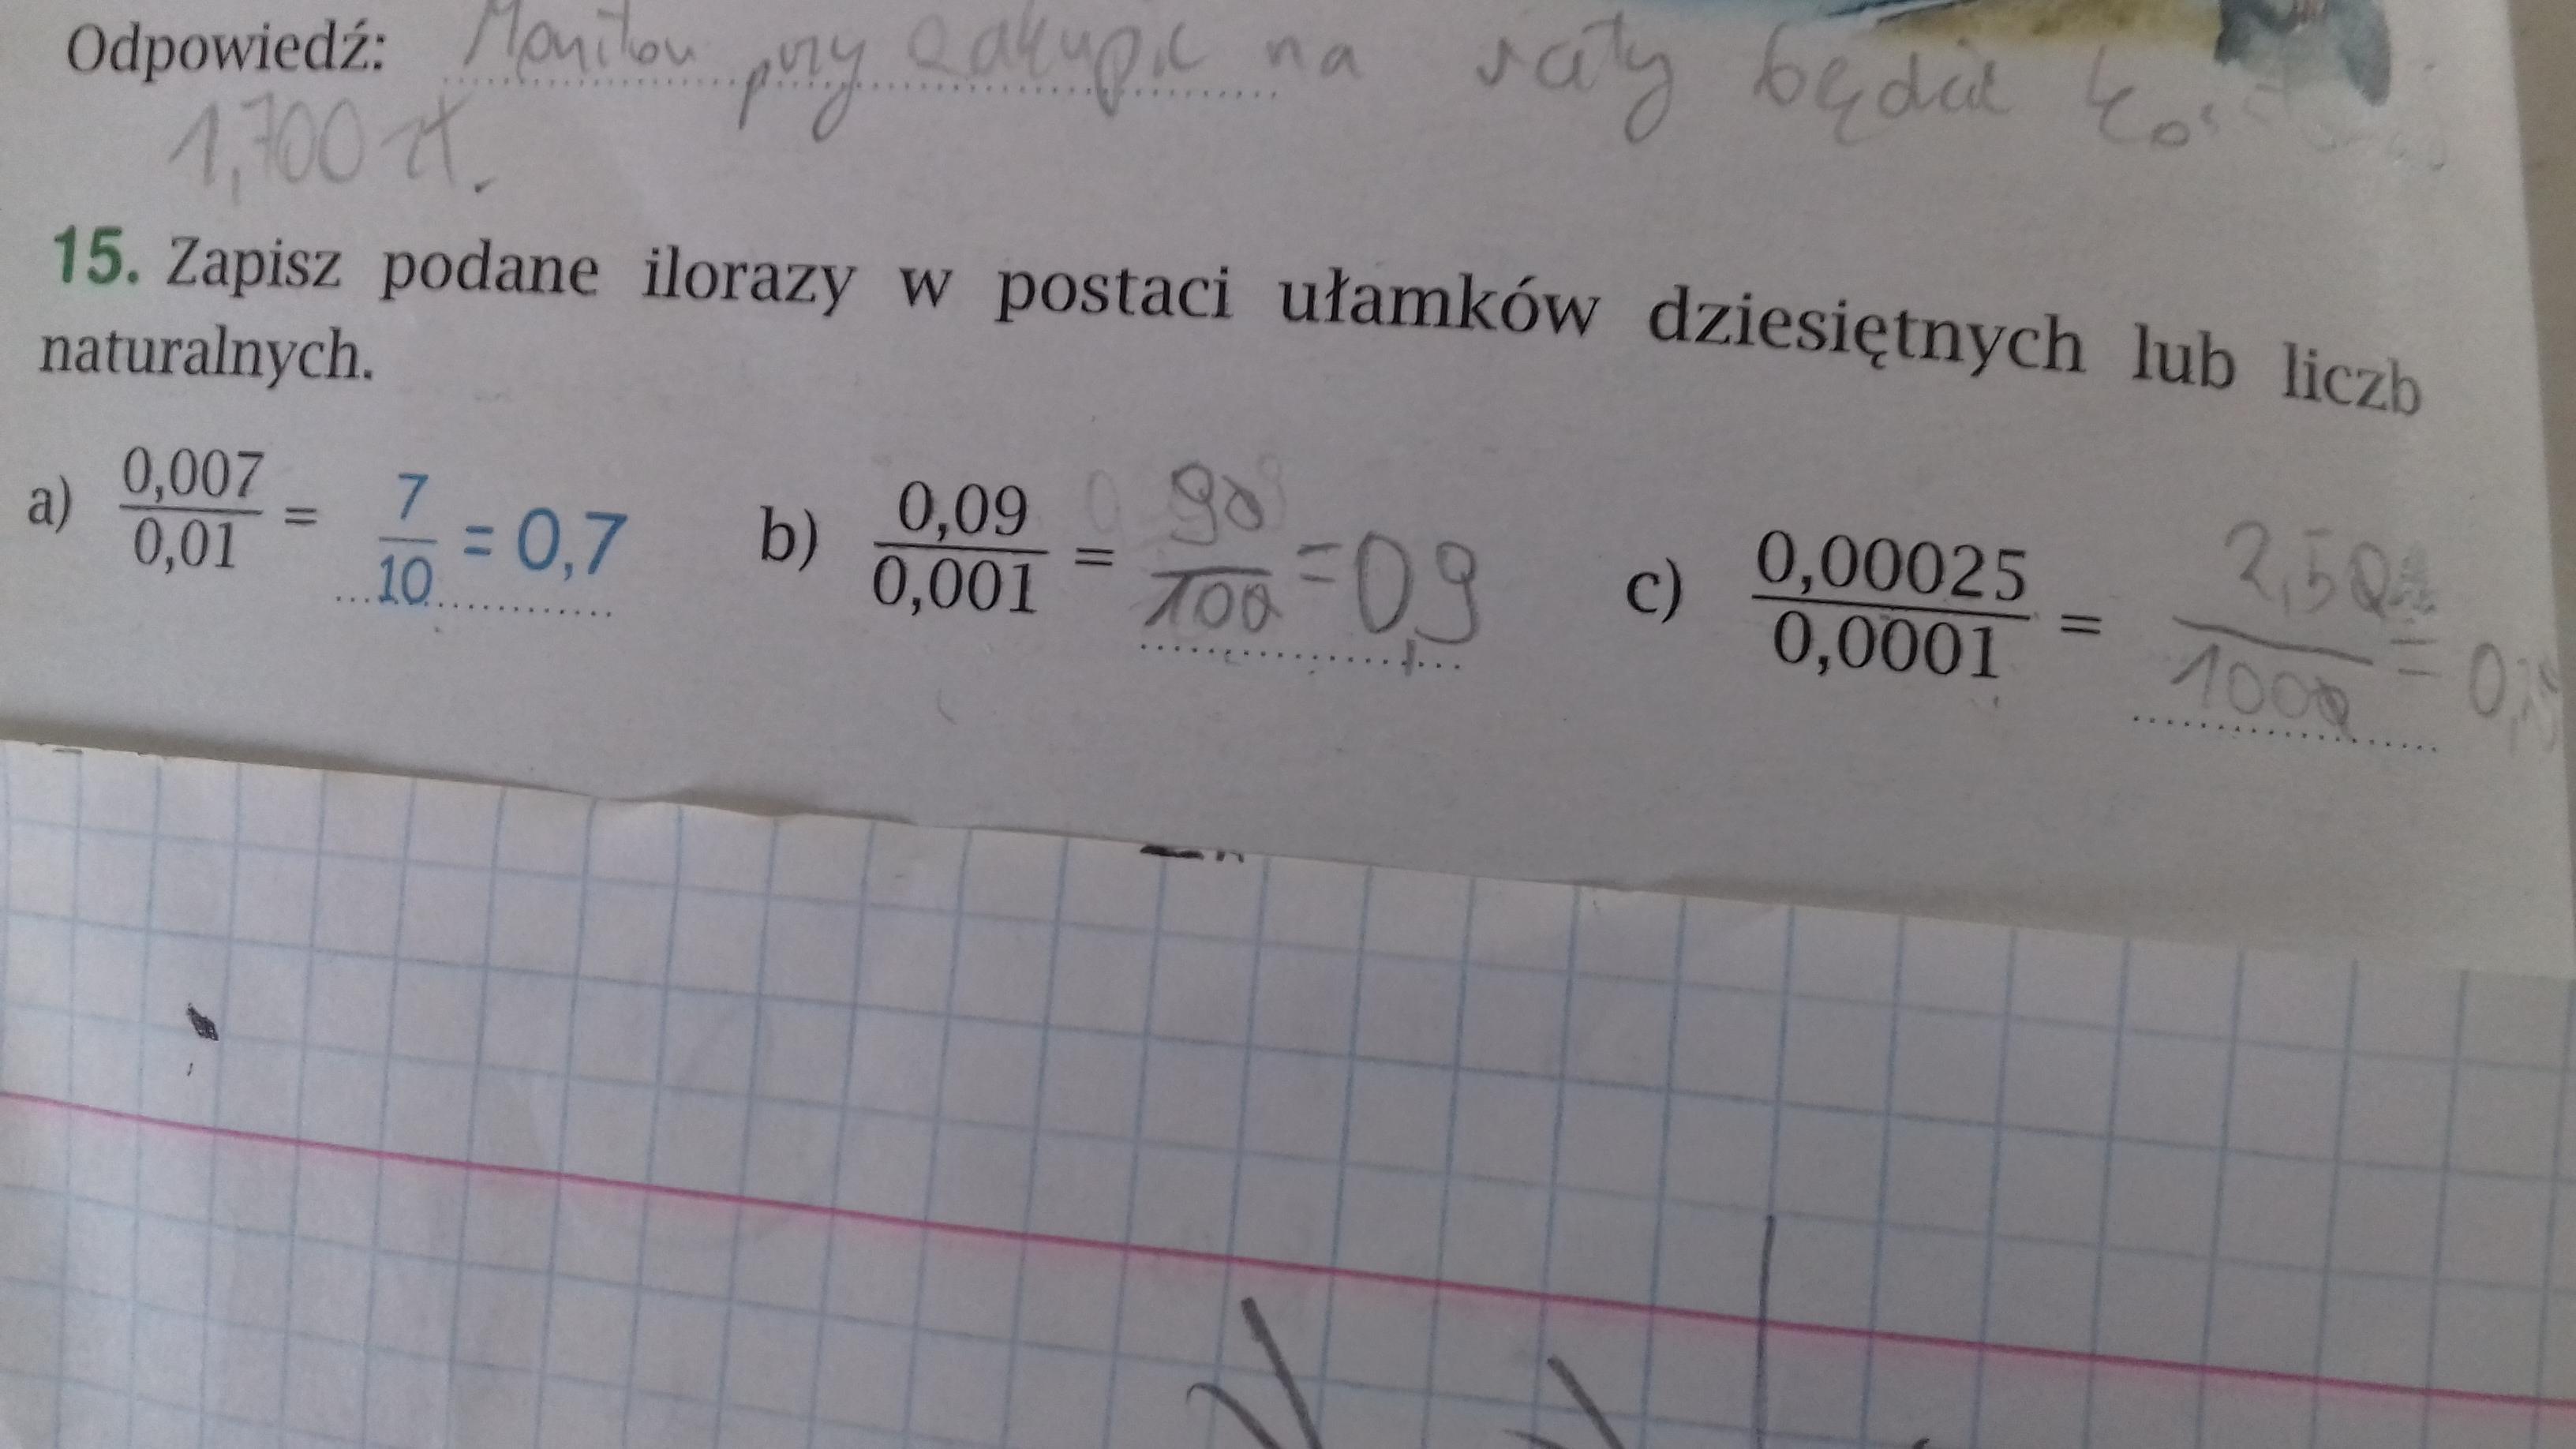 Odpowiedź: Monitor przy zakupie na raty będzie
1,700 zł.
15. Zapisz podane ilorazy w postaci ułamków dziesiętnych lub liczb
naturalnych.
a) 0,007/0,01 = 7/10 = 0,7 b) 0,09/0,001 = 90/100 = 0,9 c) 0,00025/0,0001 = /1000 = 0,